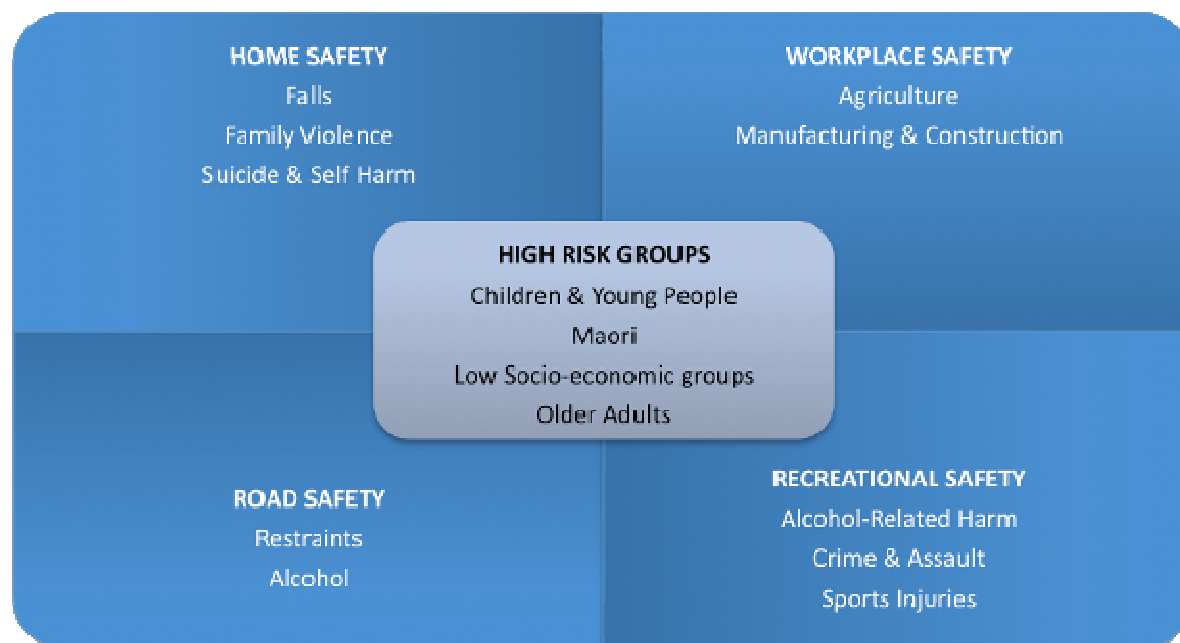 HOME SAFETY
Falls
Family Violence
Suicide & Self Harm
WORKPLACE SAFETY
Agriculture
Manufacturing & Construction
HIGH RISK GROUPS
Children & Young People
Maorii
Low Socio-economic groups
Older Adults
ROAD SAFETY
Restraints
Alcohol
RECREATIONAL SAFETY
Alcohol-Related Harm
Crime & Assault
Sports Injuries